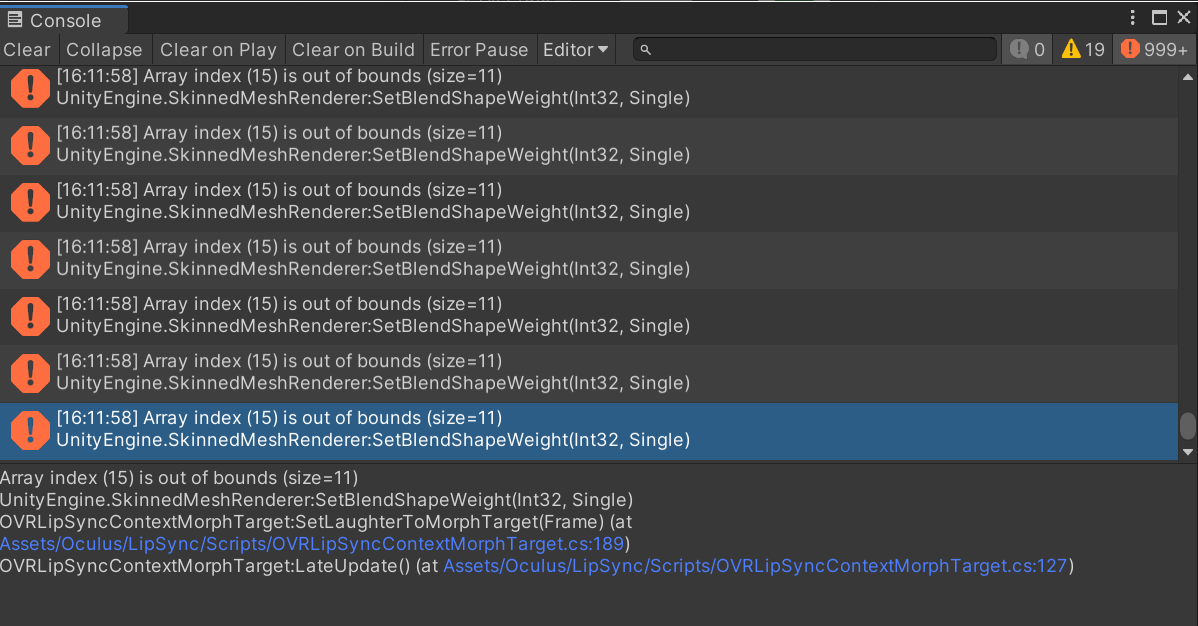 Console
Clear Collapse Clear on Play Clear on Build Error Pause Editor 0 19 999+
[16:11:58] Array index (15) is out of bounds (size=11)
UnityEngine.SkinnedMeshRenderer:SetBlendShapeWeight(Int32, Single)
[16:11:58] Array index (15) is out of bounds (size=11)
UnityEngine.SkinnedMeshRenderer:SetBlendShapeWeight(Int32, Single)
[16:11:58] Array index (15) is out of bounds (size=11)
UnityEngine.SkinnedMeshRenderer:SetBlendShapeWeight(Int32, Single)
[16:11:58] Array index (15) is out of bounds (size=11)
UnityEngine.SkinnedMeshRenderer:SetBlendShapeWeight(Int32, Single)
[16:11:58] Array index (15) is out of bounds (size=11)
UnityEngine.SkinnedMeshRenderer:SetBlendShapeWeight(Int32, Single)
[16:11:58] Array index (15) is out of bounds (size=11)
UnityEngine.SkinnedMeshRenderer:SetBlendShapeWeight(Int32, Single)
[16:11:58] Array index (15) is out of bounds (size=11)
UnityEngine.SkinnedMeshRenderer:SetBlendShapeWeight(Int32, Single)
Array index (15) is out of bounds (size=11)
UnityEngine.SkinnedMeshRenderer:SetBlendShapeWeight(Int32, Single)
OVRLipSyncContextMorphTarget:SetLaughterToMorphTarget(Frame) (at
Assets/Oculus/LipSync/Scripts/OVRLipSyncContextMorphTarget.cs:189)
OVRLipSyncContextMorphTarget:LateUpdate() (at Assets/Oculus/LipSync/Scripts/OVRLipSyncContextMorphTarget.cs:127)